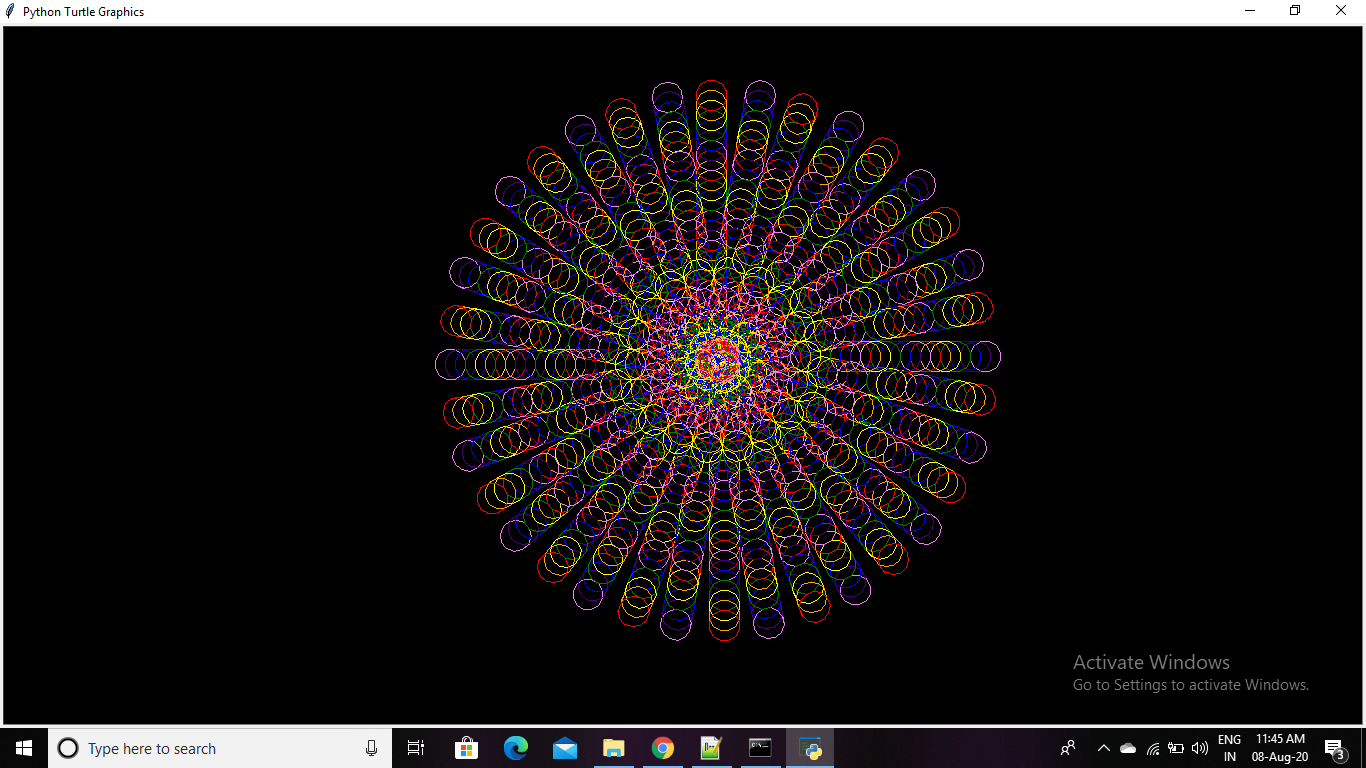 Python Turtle Graphics
Activate Windows
Go to Settings to activate Windows.
Type here to search
ENG
IN
11:45 AM
08-Aug-20
3